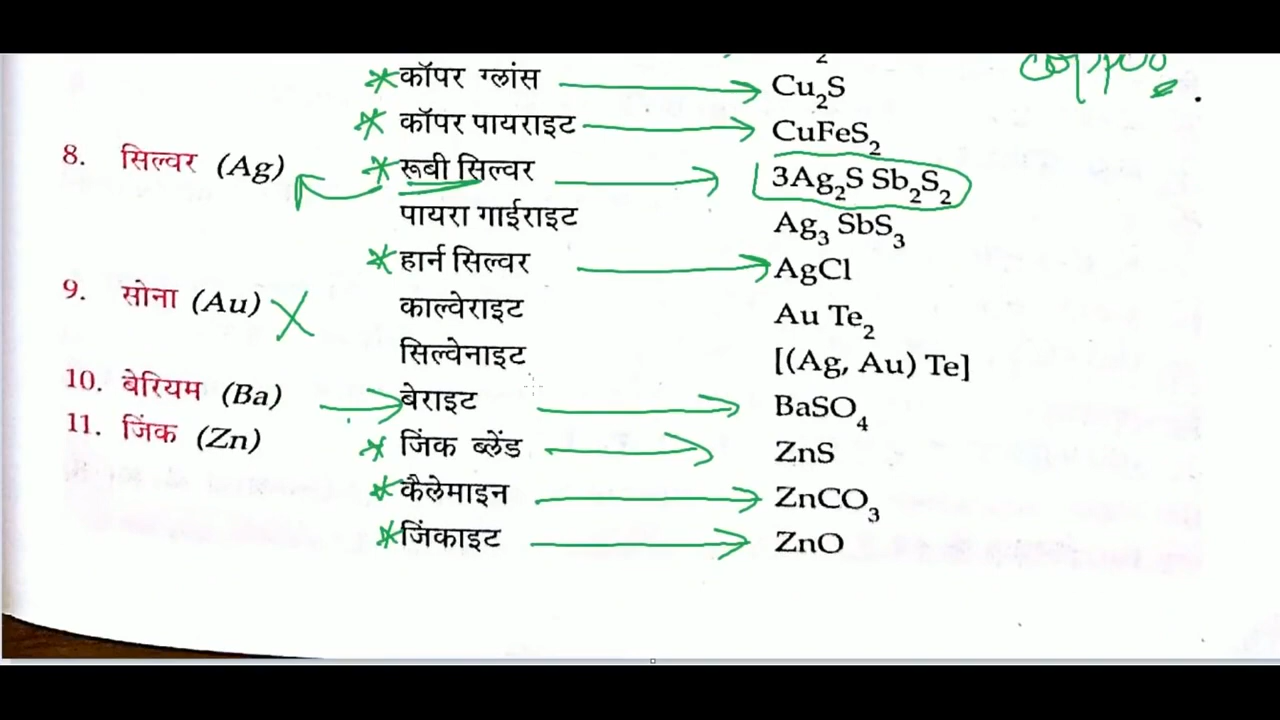 2
कॉपर ग्लांस Cu2S
कॉपर पायराइट CuFeS2
8. सिल्वर (Ag) रूबी सिल्वर 3Ag2S Sb2S2
पायरा गाईराइट Ag3 SbS3
हार्न सिल्वर AgCl
9. सोना (Au) काल्वेराइट Au Te2
सिल्वेनाइट [(Ag, Au) Te]
10. बेरियम (Ba) बेराइट BaSO4
11. जिंक (Zn) जिंक ब्लेंड ZnS
कैलेमाइन ZnCO3
जिंकाइट ZnO